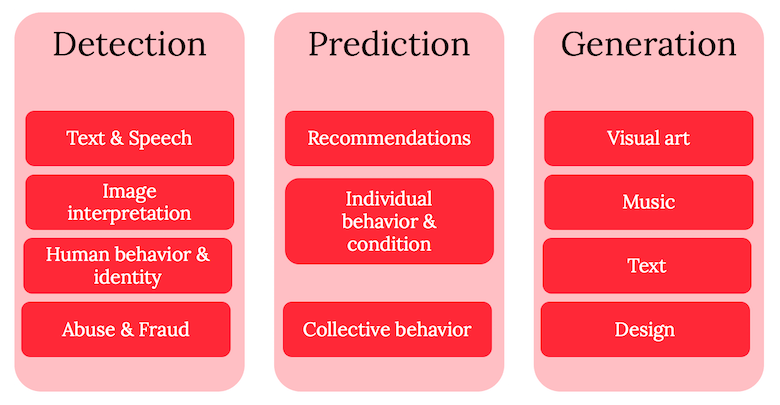 Detection
Text & Speech
Image
interpretation
Human behavior &
identity
Abuse & Fraud
Prediction
Recommendations
Individual
behavior &
condition
Collective behavior
Generation
Visual art
Music
Text
Design